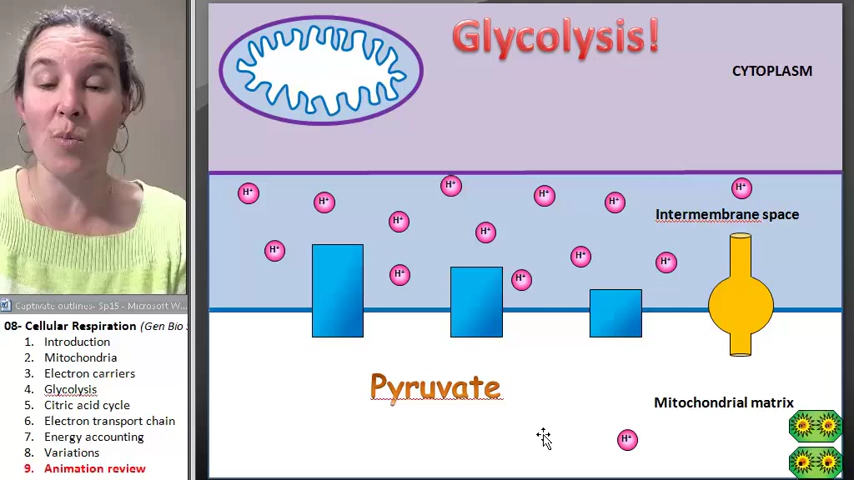 Glycolysis!
CYTOPLASM
H+
H+
H+
H+
H+
H+
H+
Intermembrane space
H+
H+
H+
H+
H+
H+
Pyruvate
Mitochondrial matrix
H+
Captivate outlines- Sp15 - Microsoft W...
08- Cellular Respiration (Gen Bio
1. Introduction
2. Mitochondria
3. Electron carriers
4. Glycolysis
5. Citric acid cycle
6. Electron transport chain
7. Energy accounting
8. Variations
9. Animation review